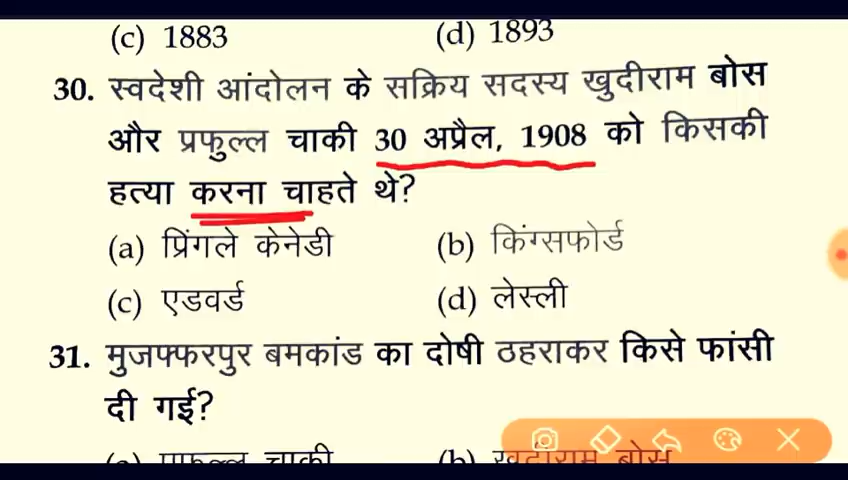 (c) 1883 (d) 1893
30. स्वदेशी आंदोलन के सक्रिय सदस्य खुदीराम बोस
और प्रफुल्ल चाकी 30 अप्रैल, 1908 को किसकी
हत्या करना चाहते थे?
(a) प्रिंगले केनेडी (b) किंग्सफोर्ड
(c) एडवर्ड (d) लेस्ली
31. मुजफ्फरपुर बमकांड का दोषी ठहराकर किसे फांसी
दी गई?
(a) प्रफुल्ल चाकी (b) खुदीराम बोस